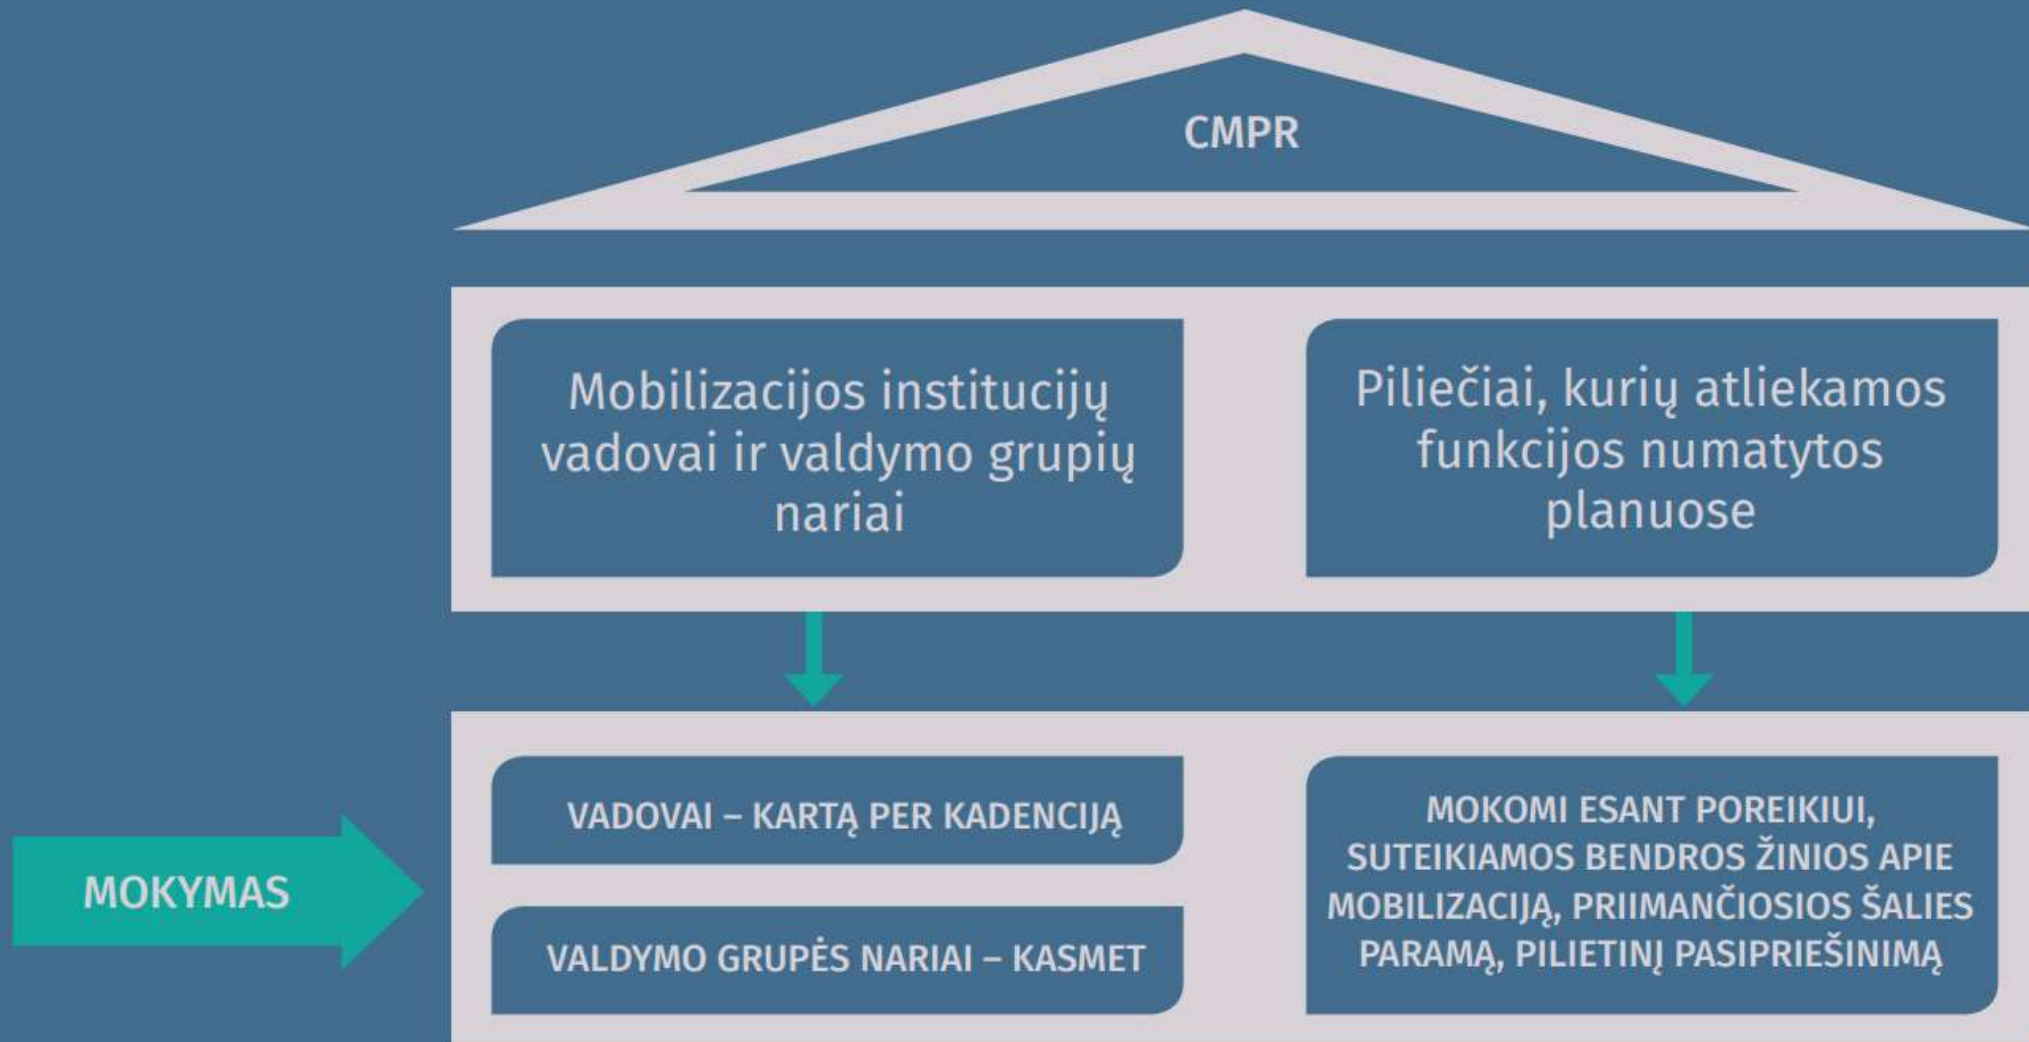 CMPR
Mobilizacijos institucijų
vadovai ir valdymo grupių
nariai
Piliečiai, kurių atliekamos
funkcijos numatytos
planuose
MOKYMAS
VADOVAI – KARTĄ PER KADENCIJĄ
VALDYMO GRUPĖS NARIAI – KASMET
MOKOMI ESANT POREIKIUI,
SUTEIKIAMOS BENDROS ŽINIOS APIE
MOBILIZACIJĄ, PRIIMANČIOSIOS ŠALIES
PARAMĄ, PILIETINĮ PASIPRIEŠINIMĄ